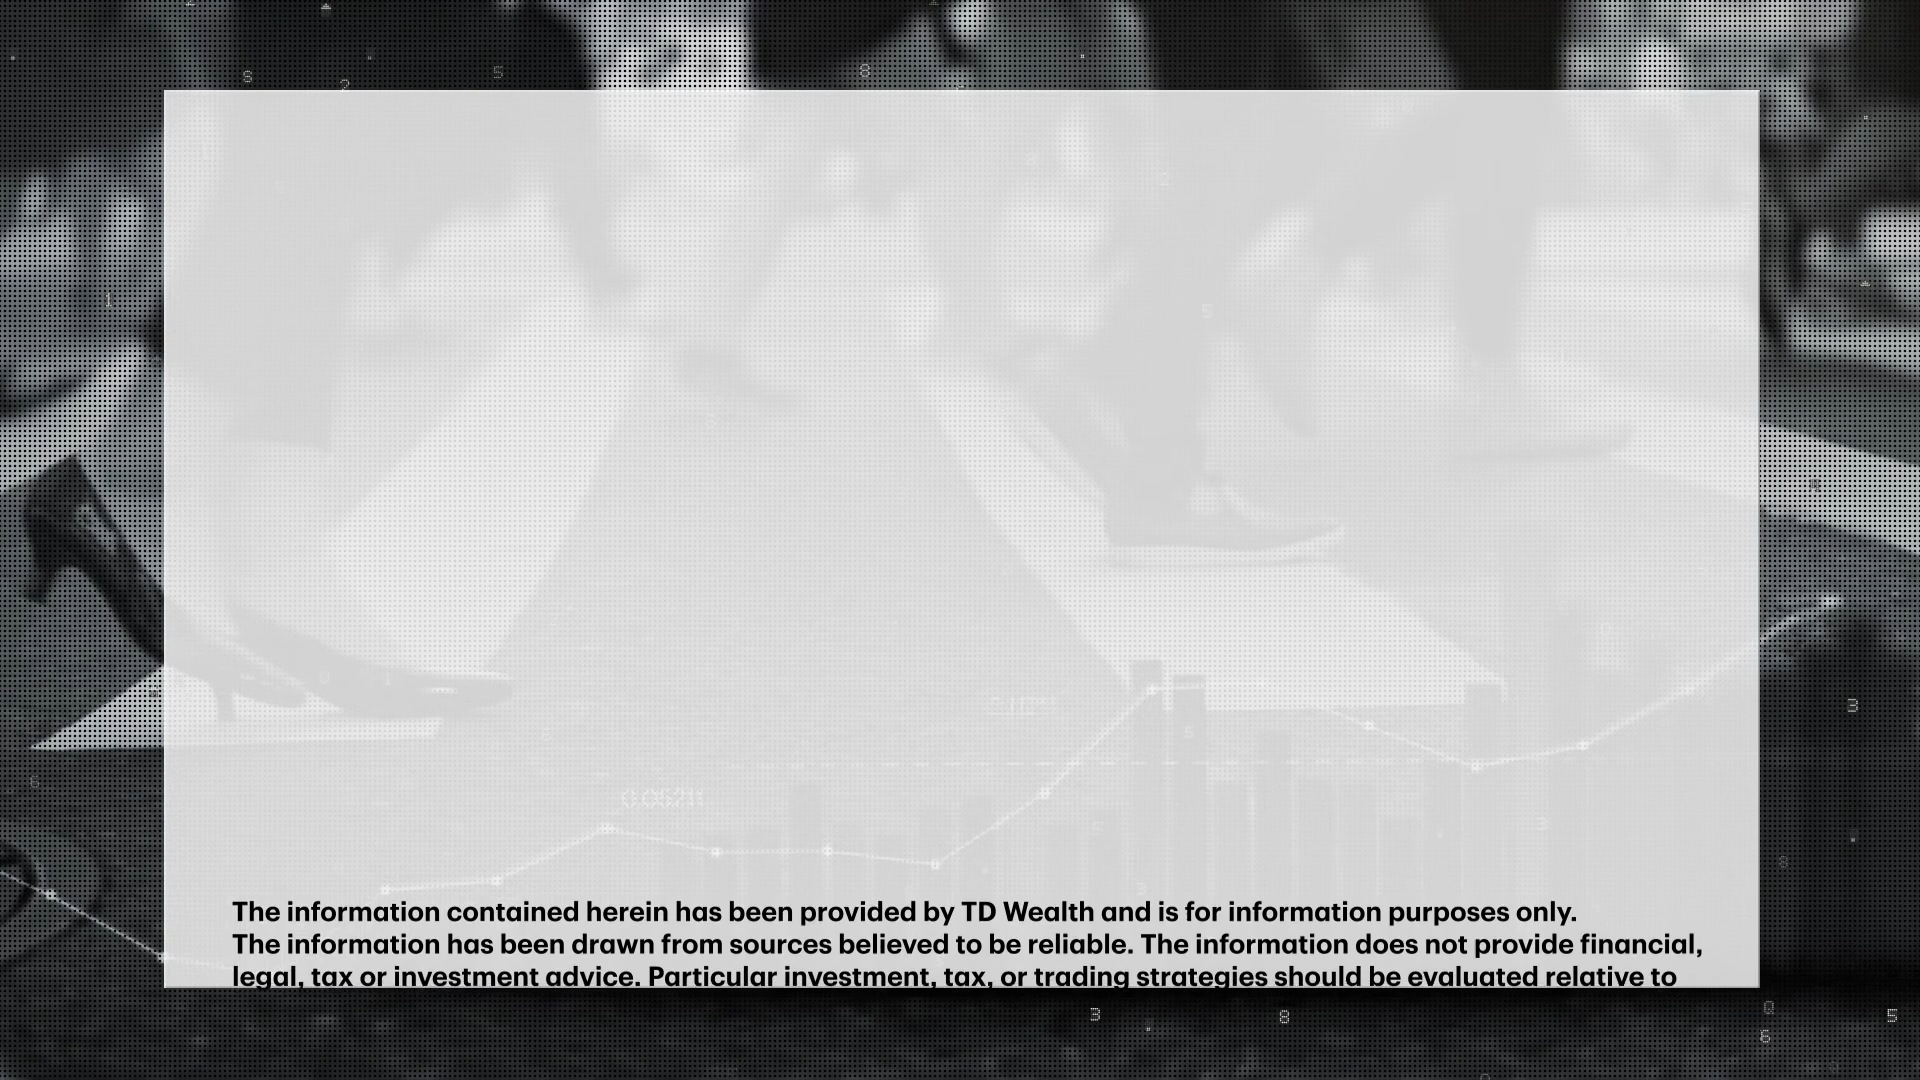 The information contained herein has been provided by TD Wealth and is for information purposes only.
The information has been drawn from sources believed to be reliable. The information does not provide financial,
legal, tax or investment advice. Particular investment, tax, or trading strategies should be evaluated relative to